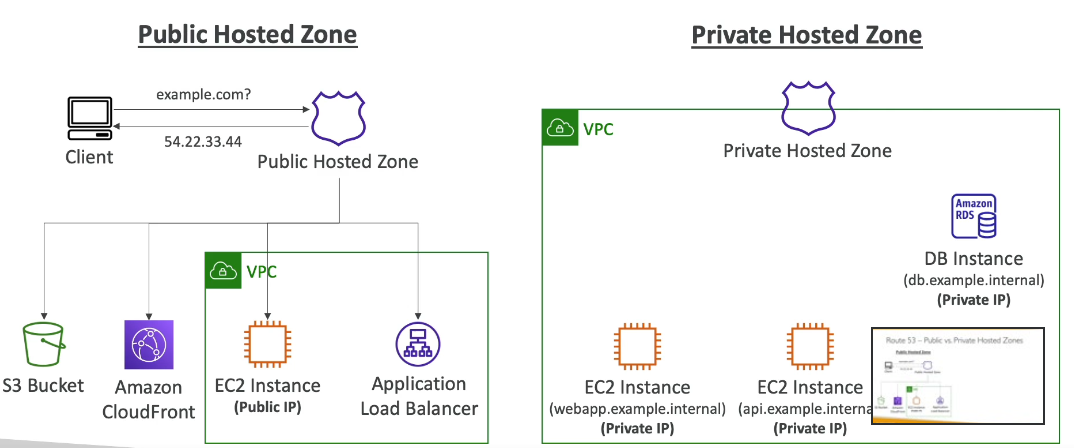 Public Hosted Zone
example.com?
54.22.33.44
Client
Public Hosted Zone
VPC
S3 Bucket
Amazon
CloudFront
EC2 Instance
(Public IP)
Application
Load Balancer
Private Hosted Zone
VPC
Private Hosted Zone
Amazon
RDS
DB Instance
(db.example.internal)
(Private IP)
EC2 Instance
(webapp.example.internal)
(Private IP)
EC2 Instance
(api.example.interna
(Private IP)
Route 53 – Public vs. Private Hosted Zones
Public Hosted Zone